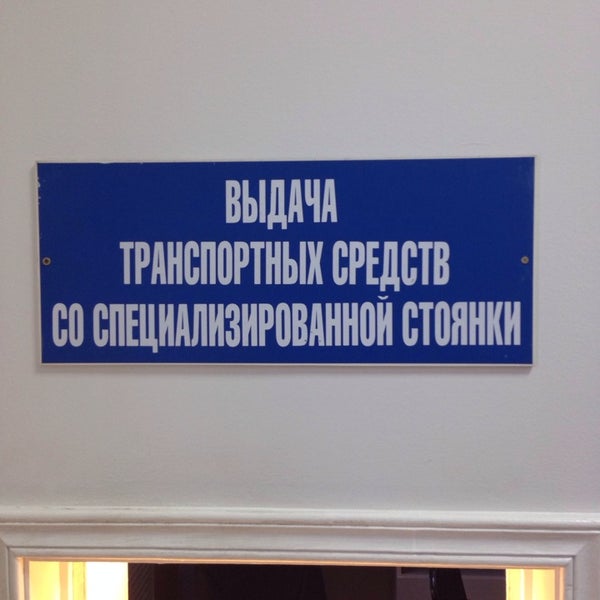 ВЫДАЧА
ТРАНСПОРТНЫХ СРЕДСТВ
СО СПЕЦИАЛИЗИРОВАННОЙ СТОЯНКИ